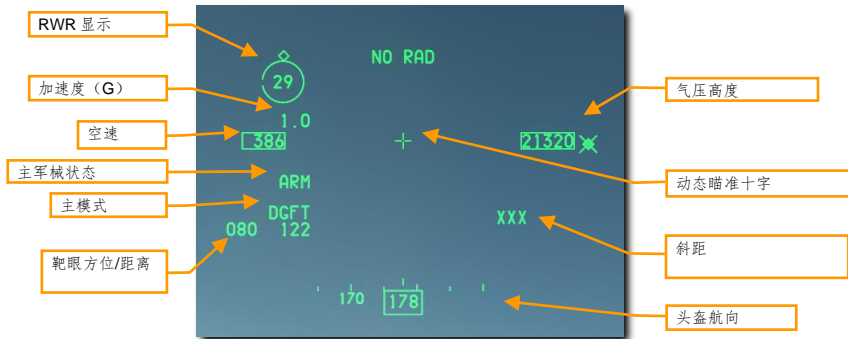 RWR 显示
NO RAD
29
加速度（G）
气压高度
1.0
空速
386
21320
主军械状态
ARM
动态瞄准十字
主模式
DGFT
XXX
080 122
斜距
靶眼方位/距离
170 178
头盔航向